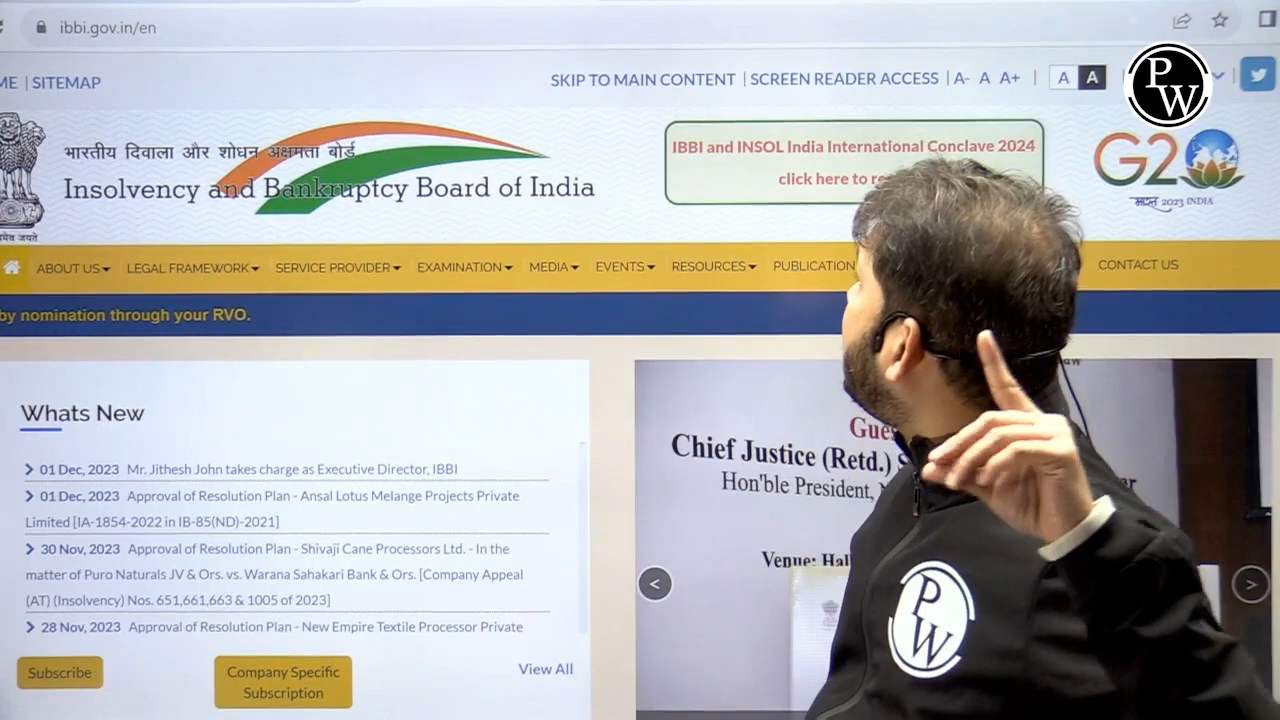 ibbi.gov.in/en
SITEMAP
SKIP TO MAIN CONTENT | SCREEN READER ACCESS | A- A A+ | A A
PW
भारतीय दिवाला और शोधन अक्षमता बोर्ड
Insolvency and Bankruptcy Board of India
IBBI and INSOL India International Conclave 2024
click here to
G20
भारत 2023 INDIA
ABOUT US LEGAL FRAMEWORK SERVICE PROVIDER EXAMINATION MEDIA EVENTS RESOURCES PUBLICATION CONTACT US
by nomination through your RVO.
Whats New
01 Dec, 2023 Mr. Jithesh John takes charge as Executive Director, IBBI
01 Dec, 2023 Approval of Resolution Plan - Ansal Lotus Melange Projects Private
Limited [IA-1854-2022 in IB-85(ND)-2021]
30 Nov, 2023 Approval of Resolution Plan - Shivaji Cane Processors Ltd. - In the
matter of Puro Naturals JV & Ors. vs. Warana Sahakari Bank & Ors. [Company Appeal
(AT) (Insolvency) Nos. 651,661,663 & 1005 of 2023]
28 Nov, 2023 Approval of Resolution Plan - New Empire Textile Processor Private
Subscribe
Company Specific
Subscription
View All
Chief Justice (Retd.)
Hon'ble President,
Venue:
< >
PW